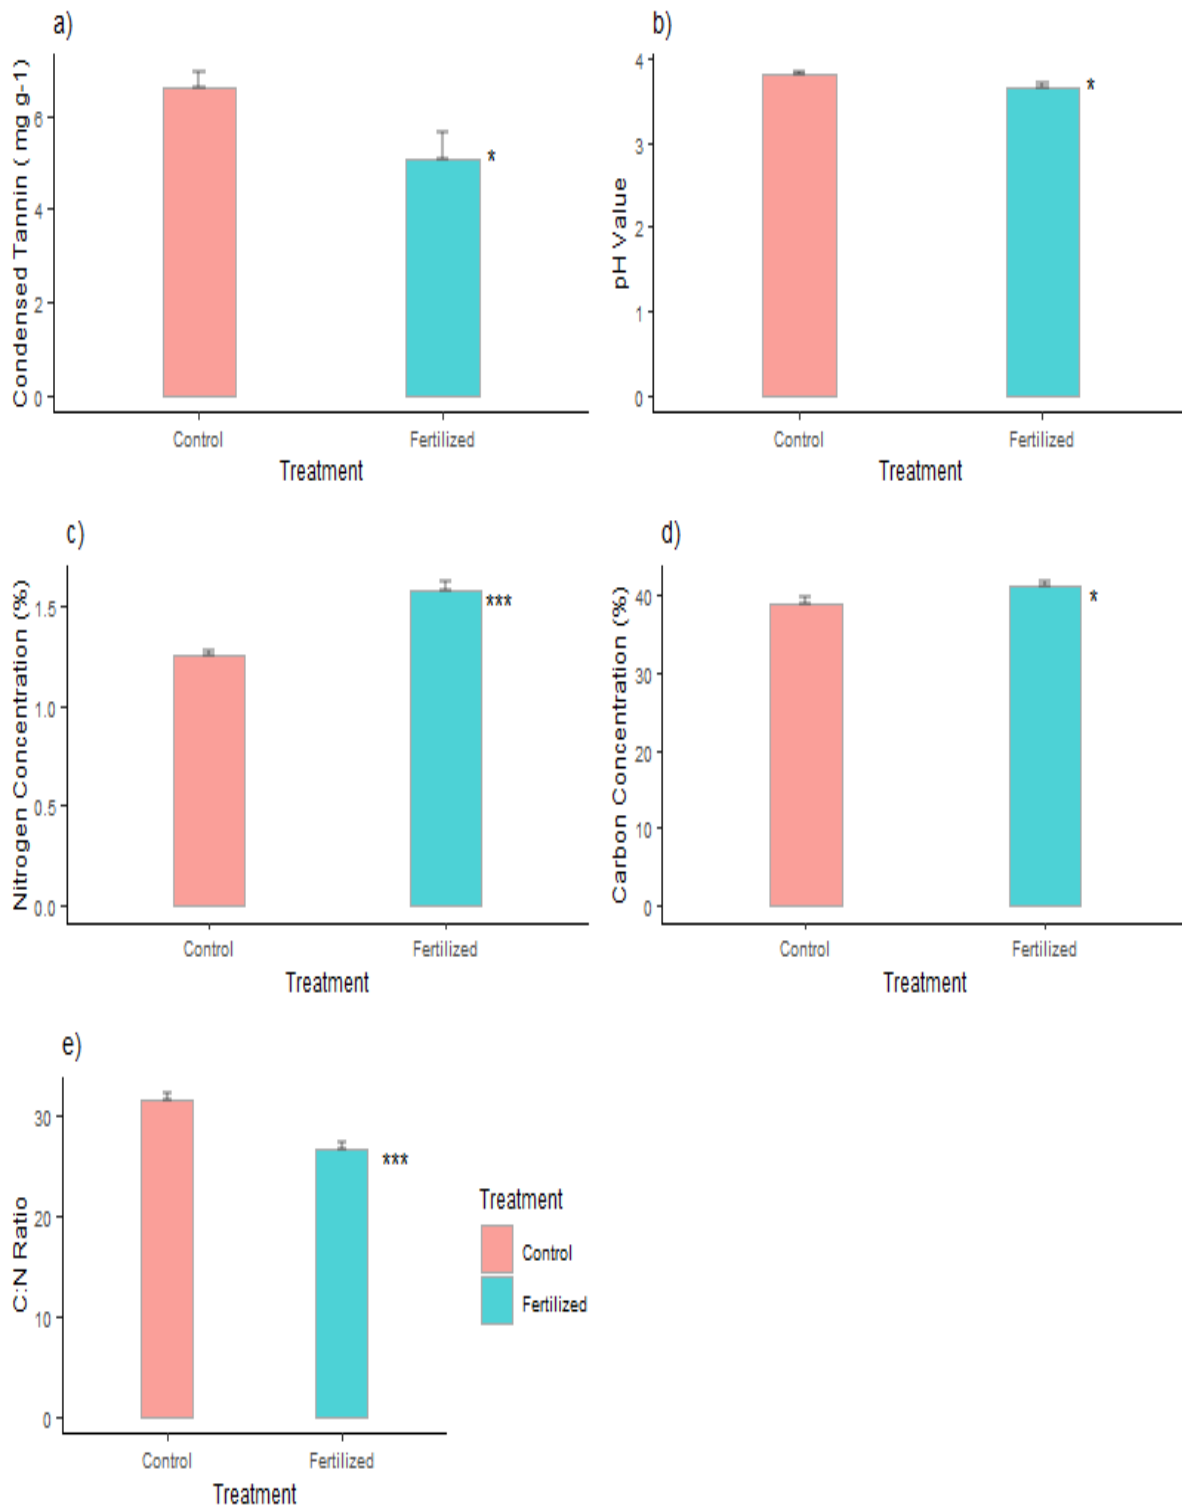 a)
Condensed Tannin ( mg g-1)
6
4
2
0
*
Control
Fertilized
Treatment
b)
pH Value
4
3
2
1
0
*
Control
Fertilized
Treatment
c)
Nitrogen Concentration (%)
1.5
1.0
0.5
0.0
***
Control
Fertilized
Treatment
d)
Carbon Concentration (%)
40
30
20
10
0
*
Control
Fertilized
Treatment
e)
C:N Ratio
30
20
10
0
***
Control
Fertilized
Treatment
Treatment
Control
Fertilized